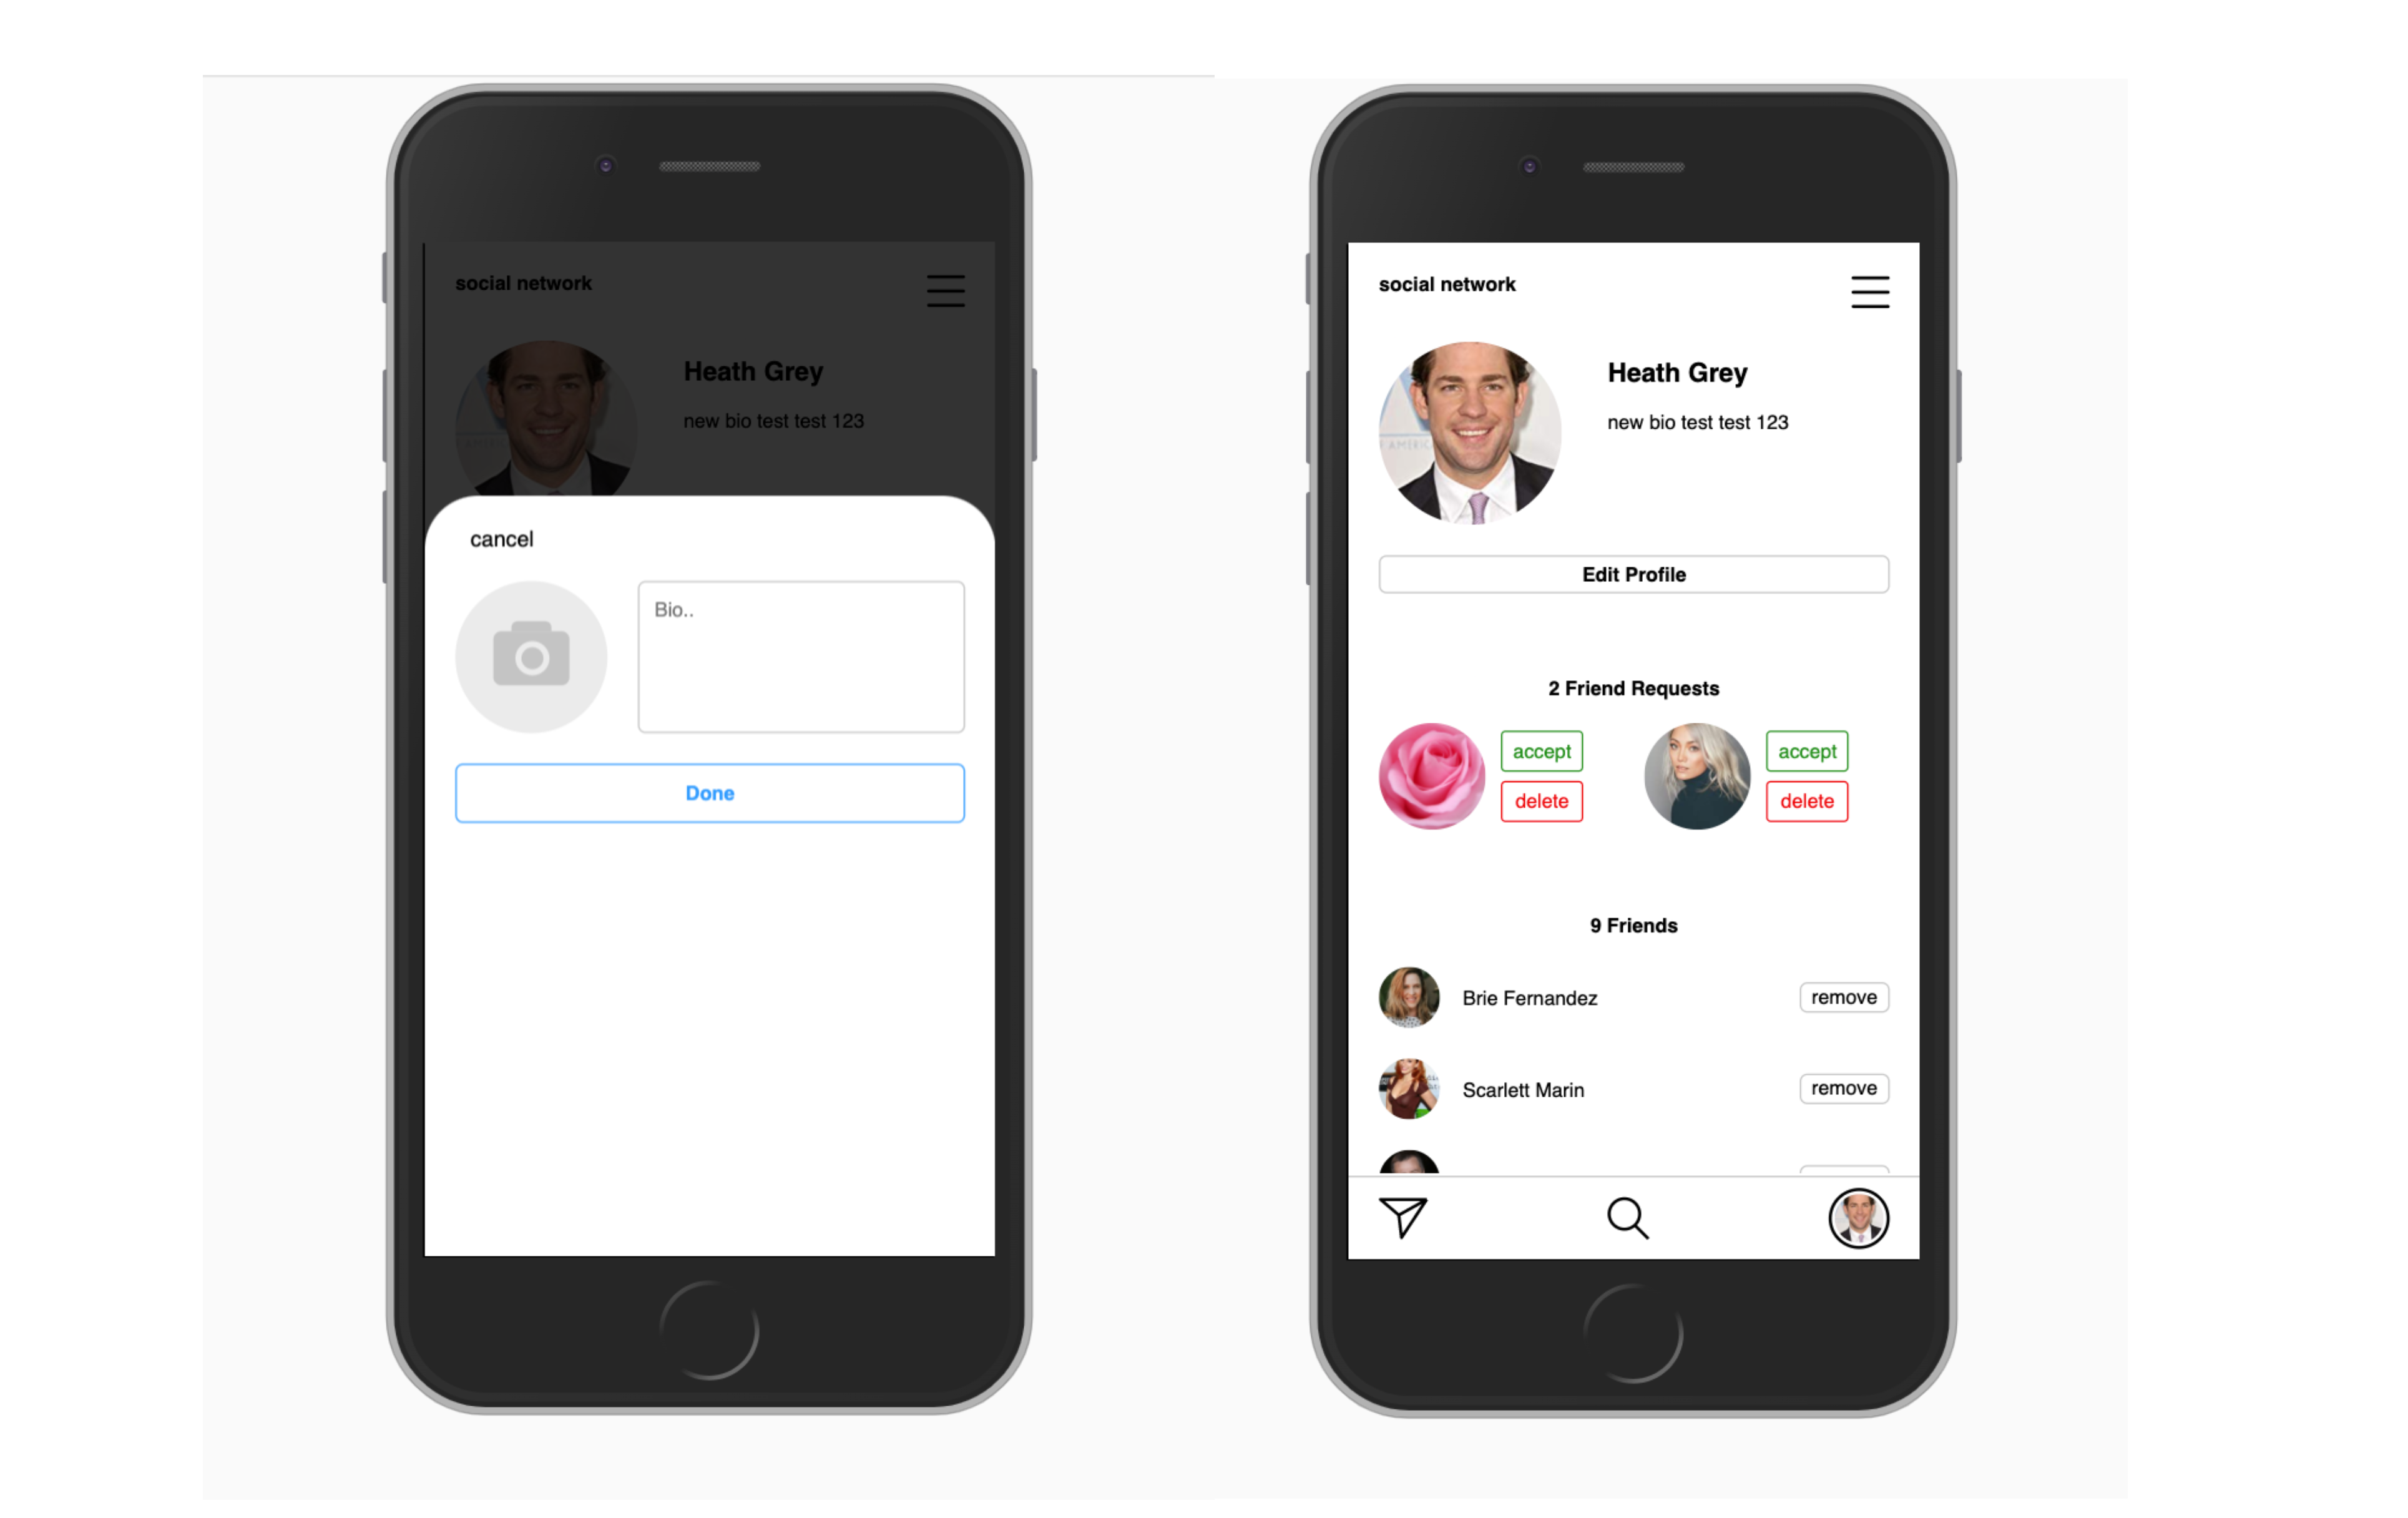 social network
Heath Grey
new bio test test 123
cancel
Bio..
Done
social network
Heath Grey
new bio test test 123
Edit Profile
2 Friend Requests
accept
delete
accept
delete
9 Friends
Brie Fernandez
remove
Scarlett Marin
remove